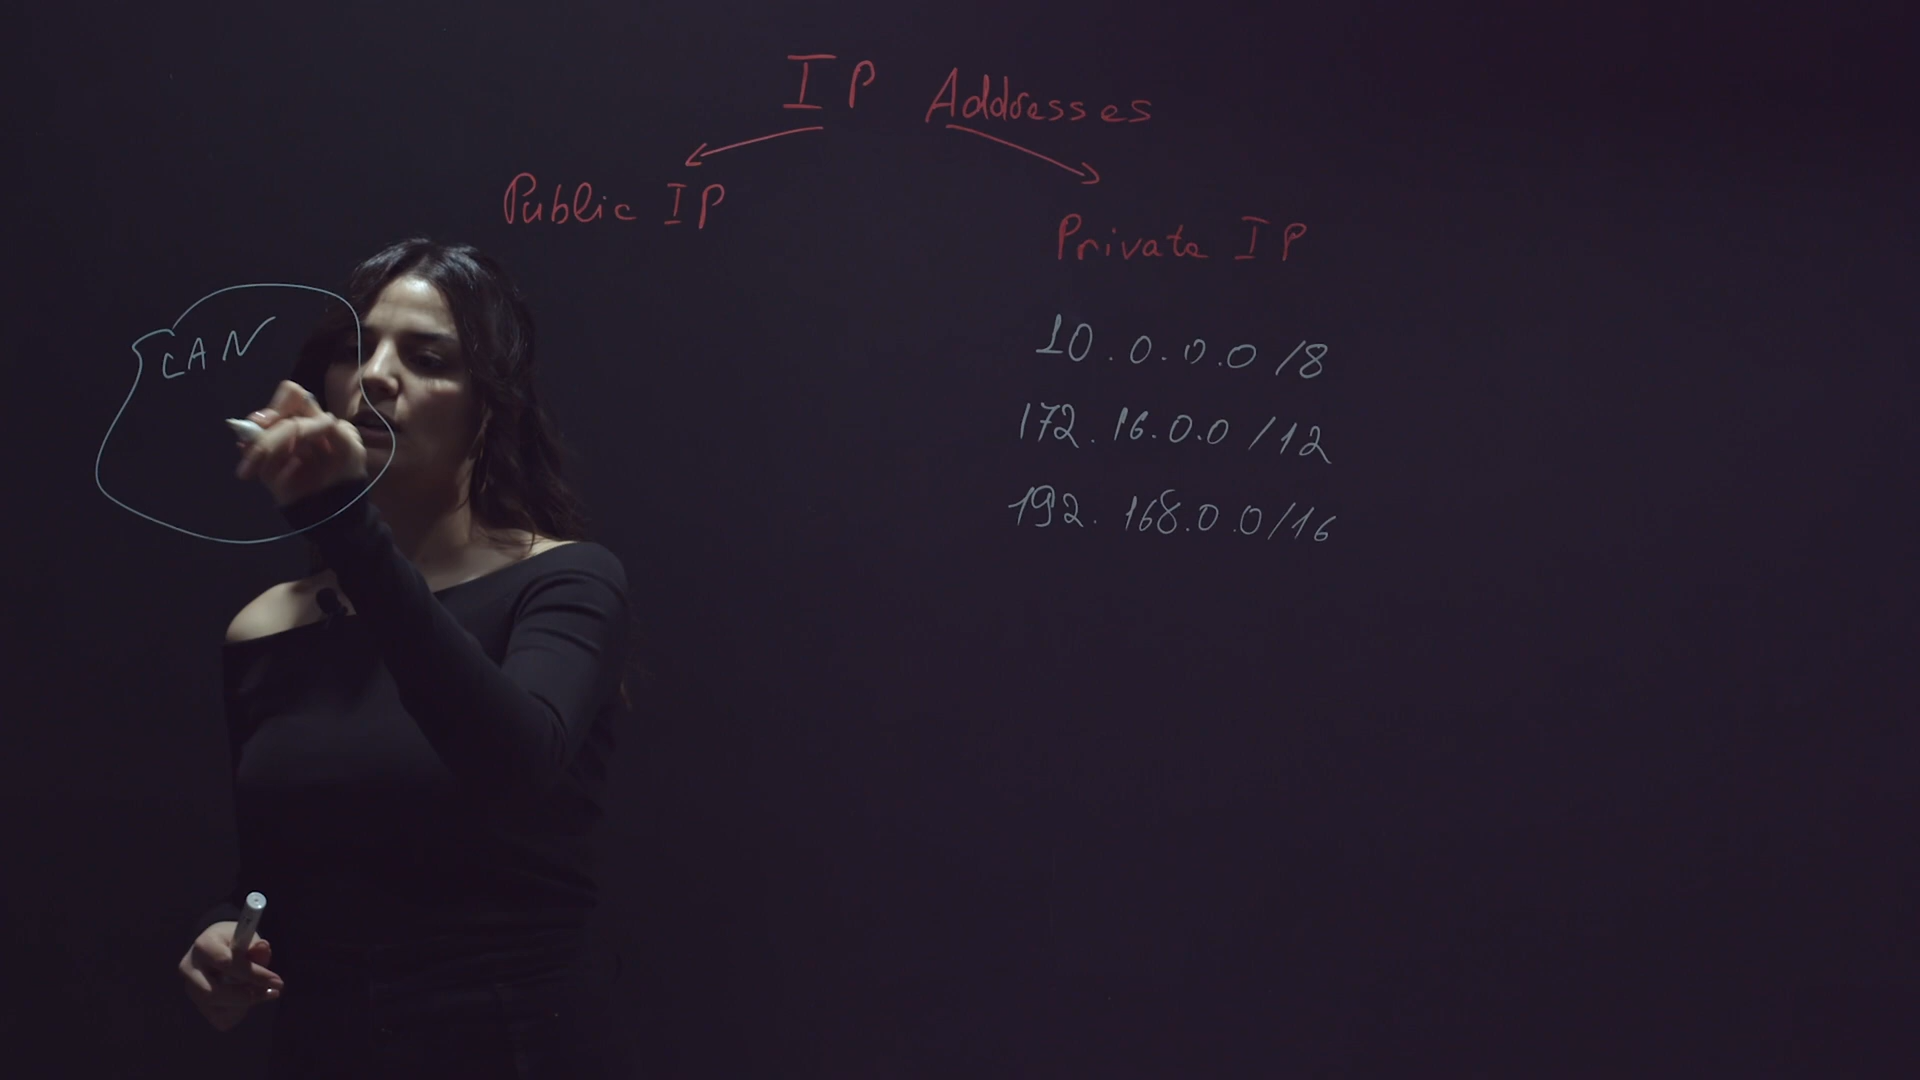 IP Addresses
Public IP
Private IP
LAN
10.0.0.0/8
172.16.0.0/12
192.168.0.0/16